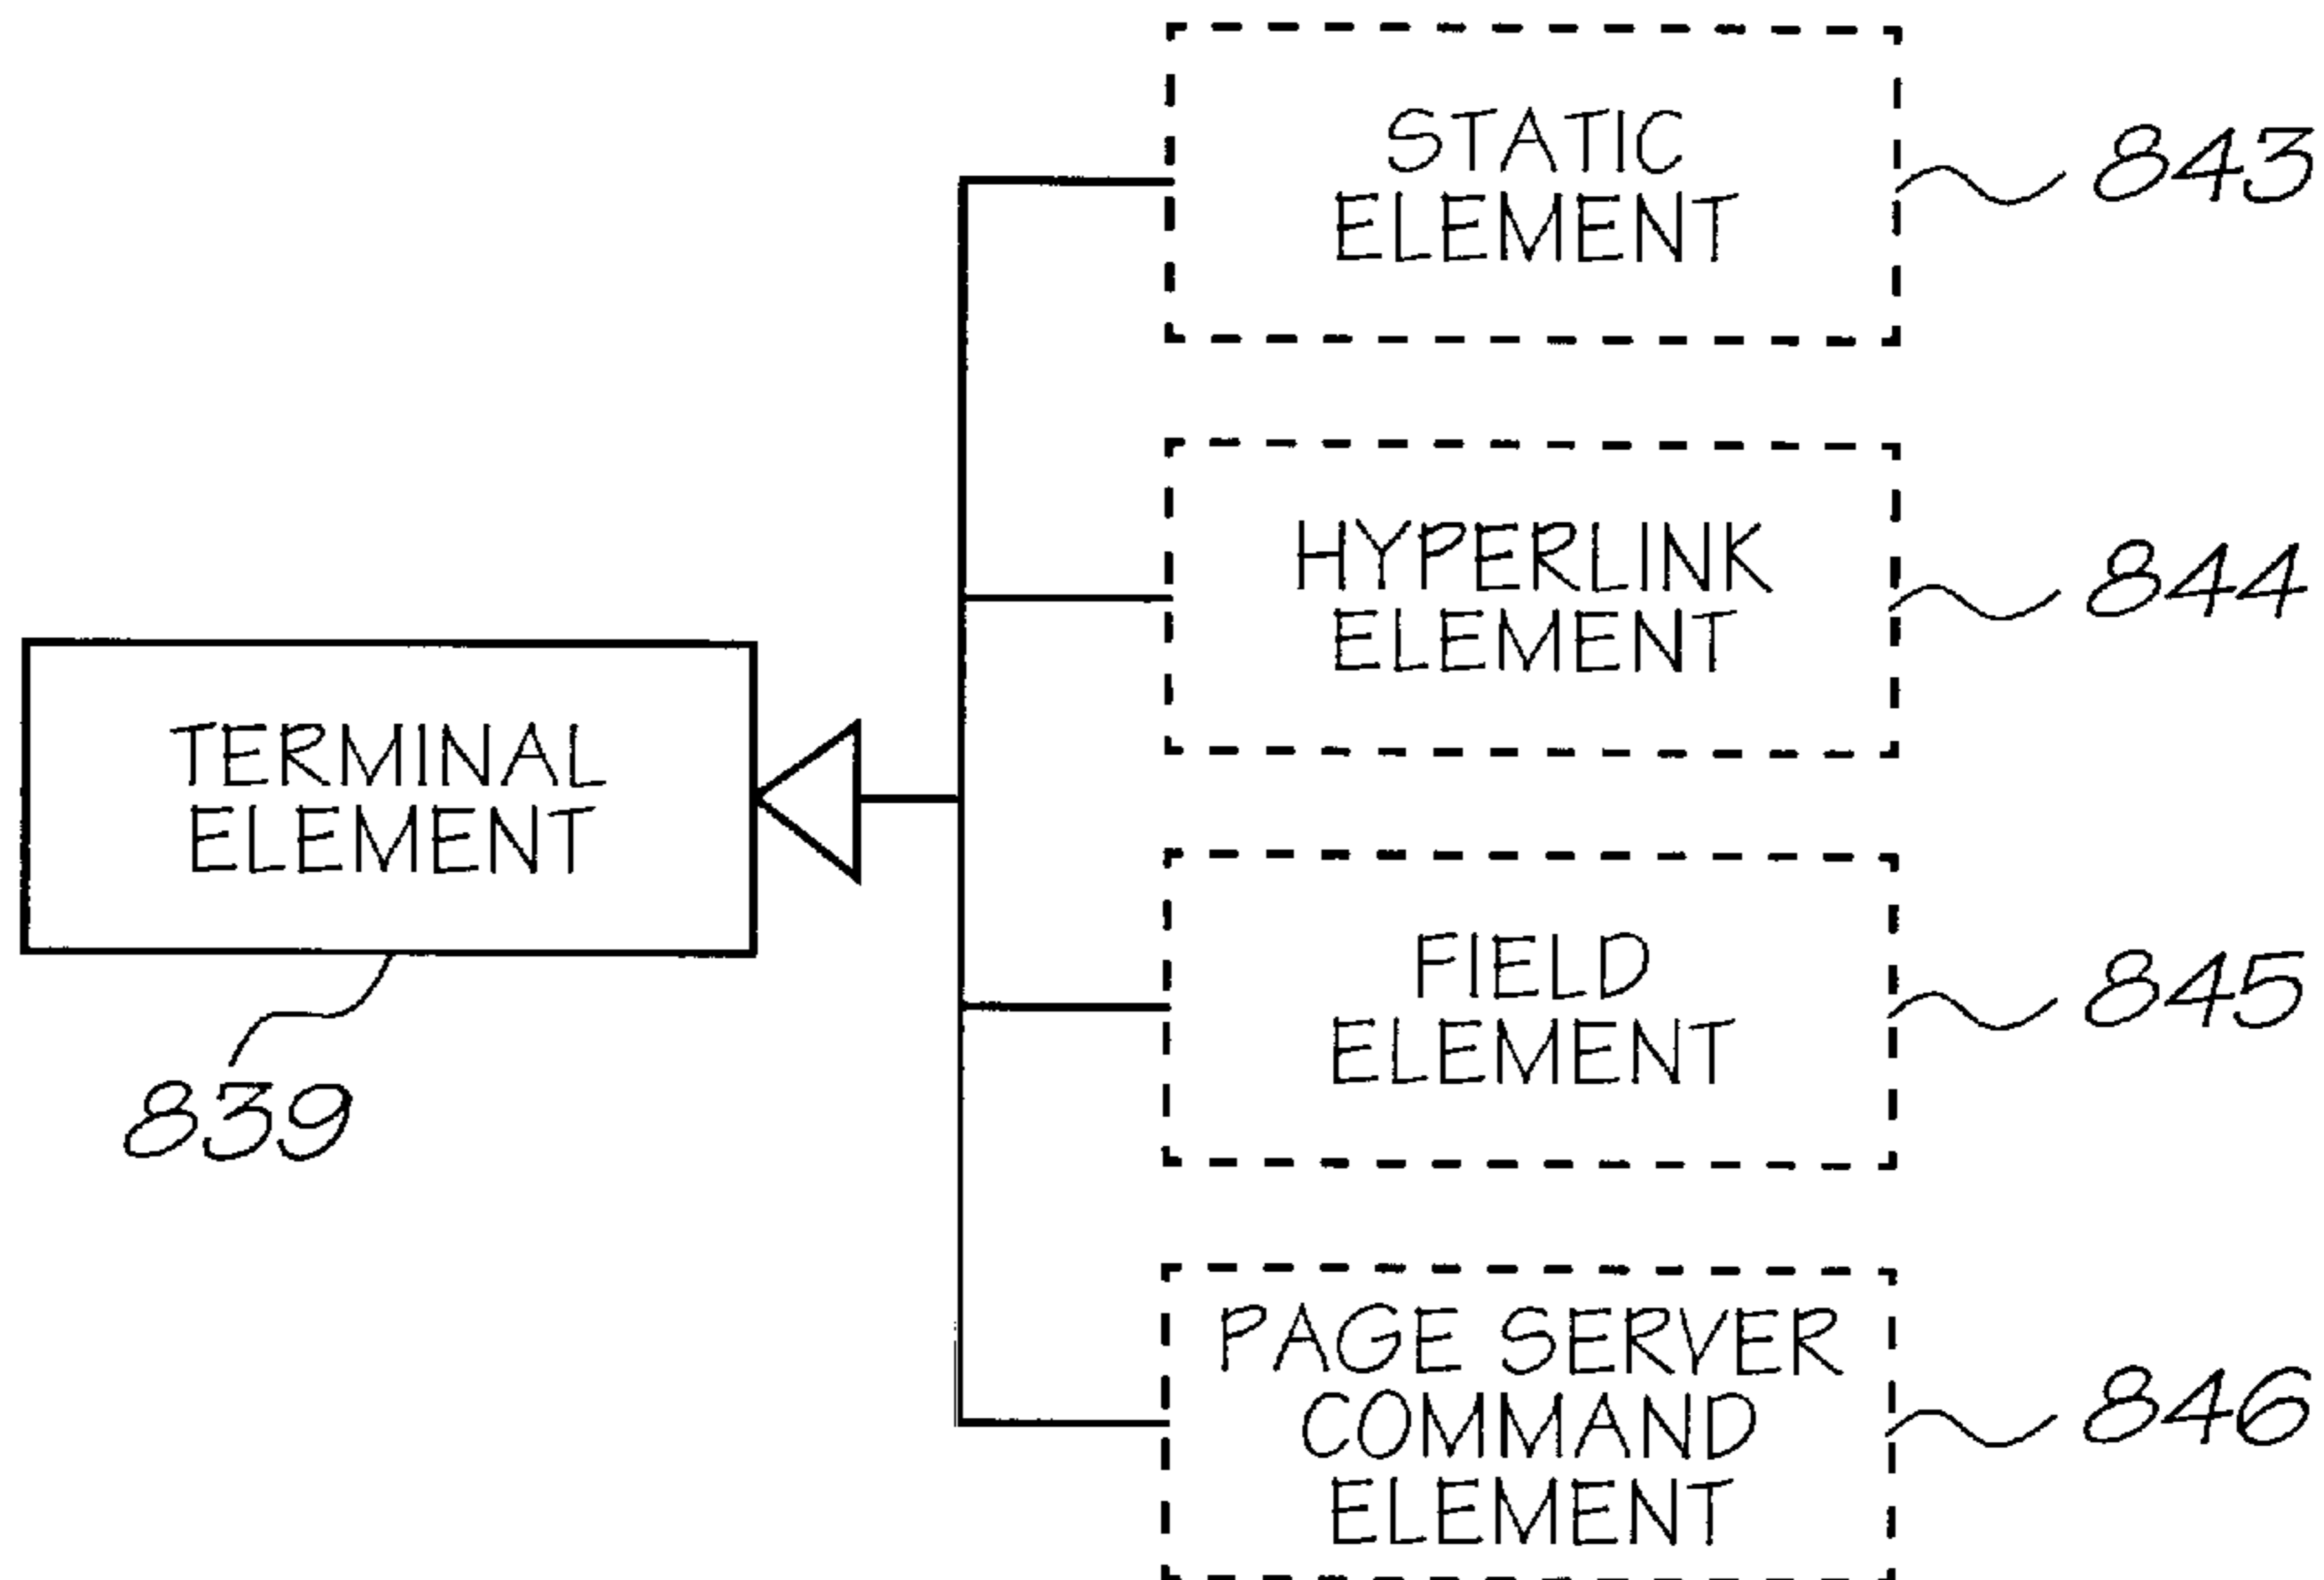 STATIC
ELEMENT
843
HYPERLINK
ELEMENT
844
TERMINAL
ELEMENT
839
FIELD
ELEMENT
845
PAGE SERVER
COMMAND
ELEMENT
846